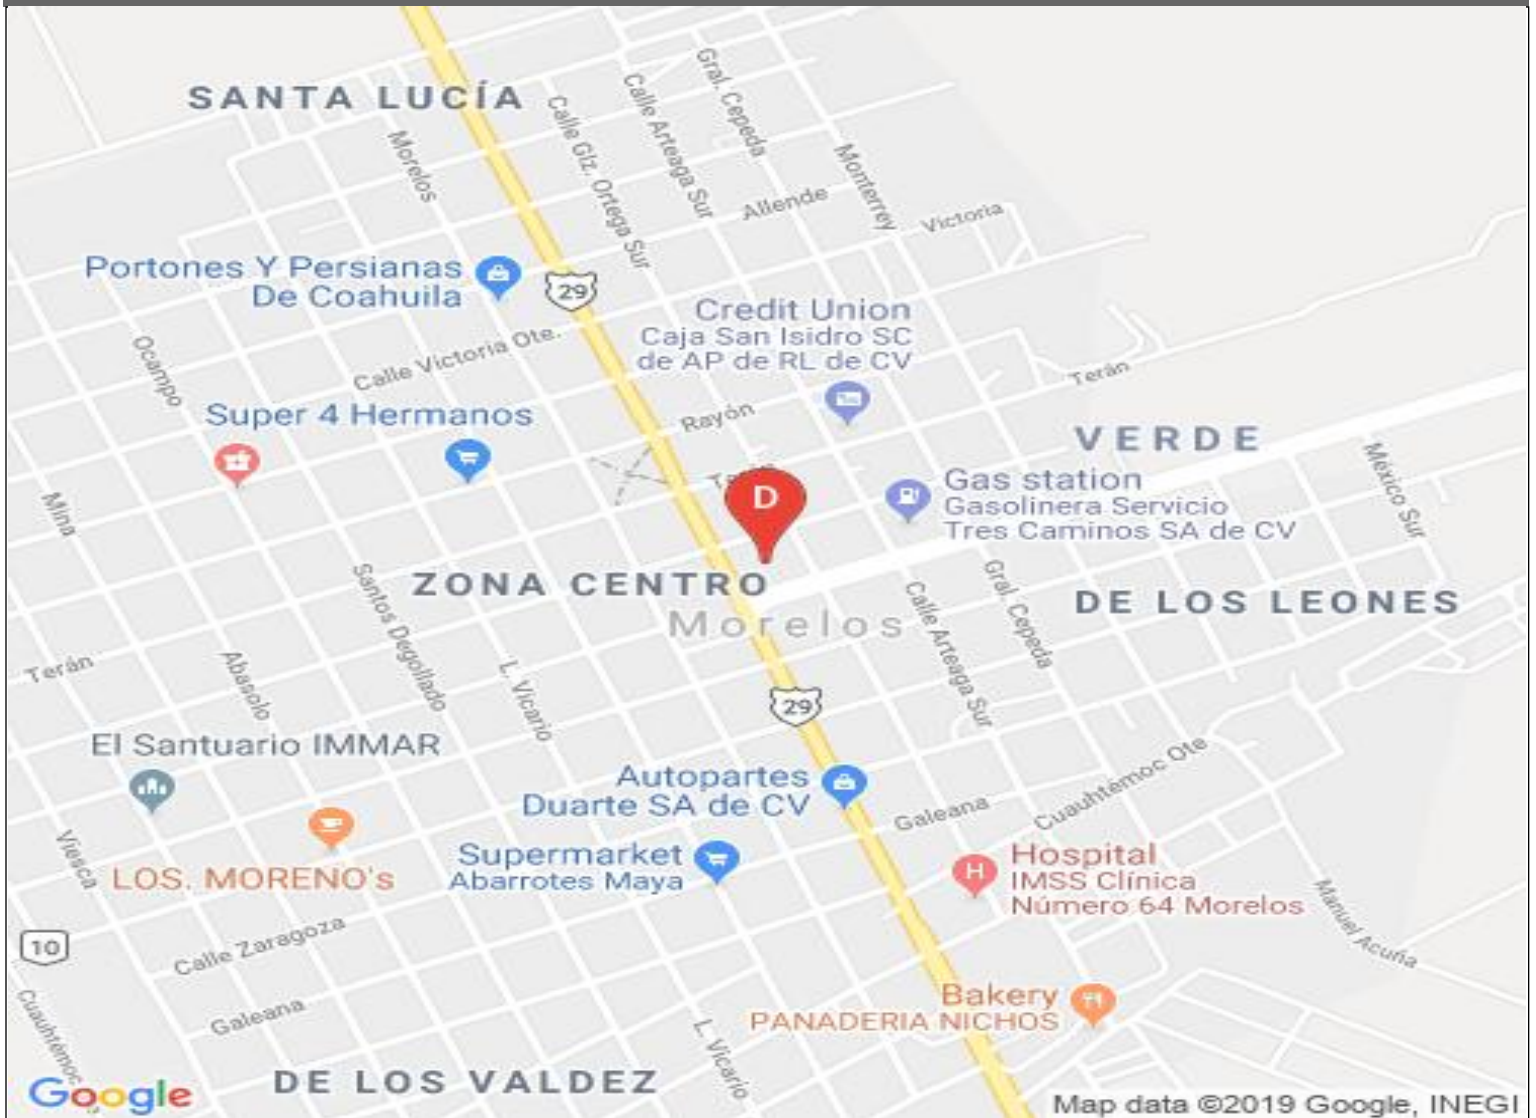 SANTA LUCÍA
Gral. Cepeda
Calle Arteaga Sur
Calle Glz. Ortega Sur
Morelos
Monterrey
Allende
Victoria
Portones Y Persianas
De Coahuila
29
Credit Union
Caja San Isidro SC
de AP de RL de CV
Calle Victoria Ote.
Ocampo
Terán
Super 4 Hermanos
Rayón
VERDE
México Sur
Gas station
Gasolinera Servicio
Tres Caminos SA de CV
D
Mina
ZONA CENTRO
Morelos
Santos Degollado
Gral. Cepeda
Calle Arteaga Sur
DE LOS LEONES
Terán
Abasolo
L. Vicario
29
El Santuario IMMAR
Autopartes
Duarte SA de CV
Cuauhtémoc Ote
Galeana
Viesca
LOS. MORENO's
Supermarket
Abarrotes Maya
H
Hospital
IMSS Clínica
Número 64 Morelos
Manuel Acuña
10
Calle Zaragoza
Galeana
Cuauhtémoc
L. Vicario
Bakery
PANADERIA NICHOS
DE LOS VALDEZ
Google
Map data ©2019 Google, INEGI